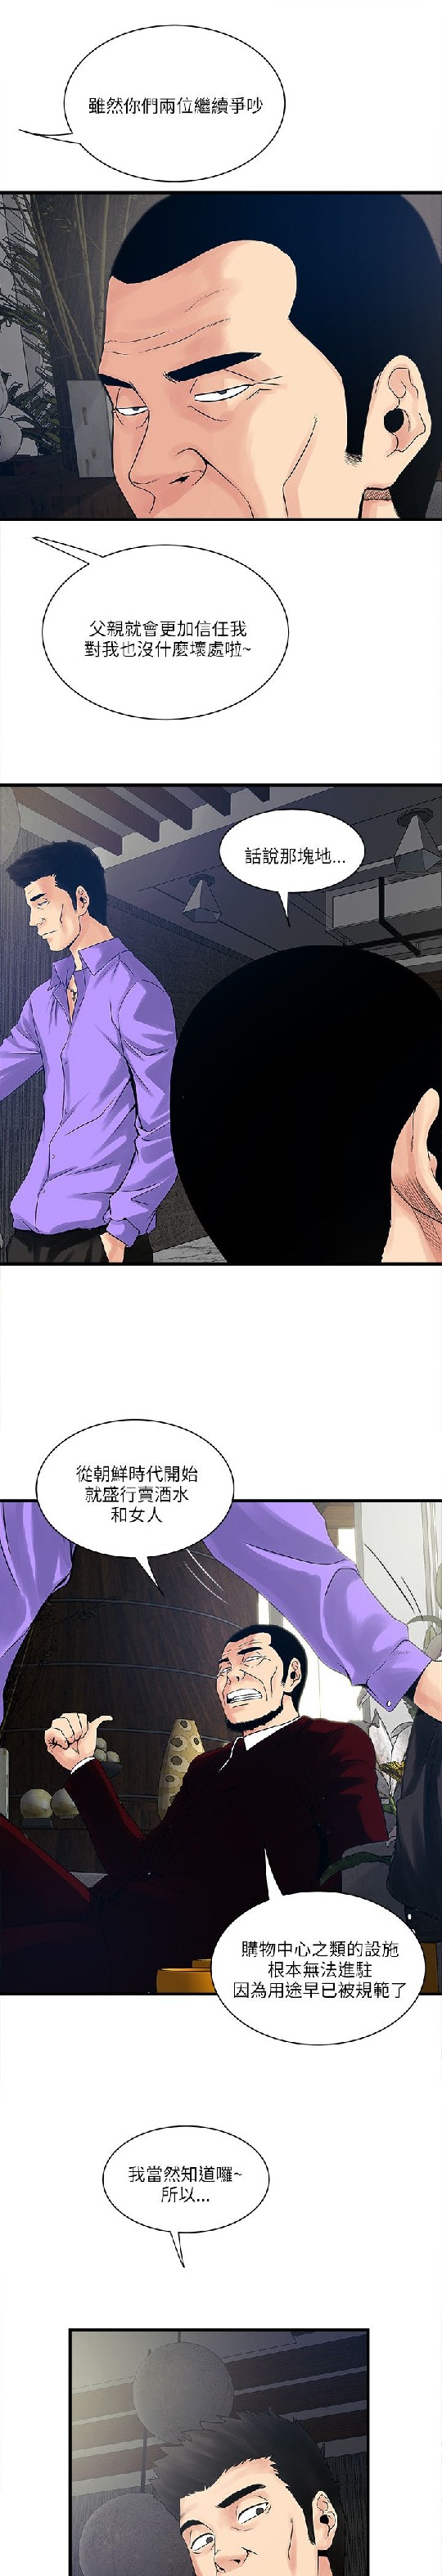 雖然你們兩位繼續爭吵
父親就會更加信任我
對我也沒什麼壞處啦~
話說那塊地...
從朝鮮時代開始
就盛行賣酒水
和女人
購物中心之類的設施
根本無法進駐
因為用途早已被規範了
我當然知道囉~
所以...